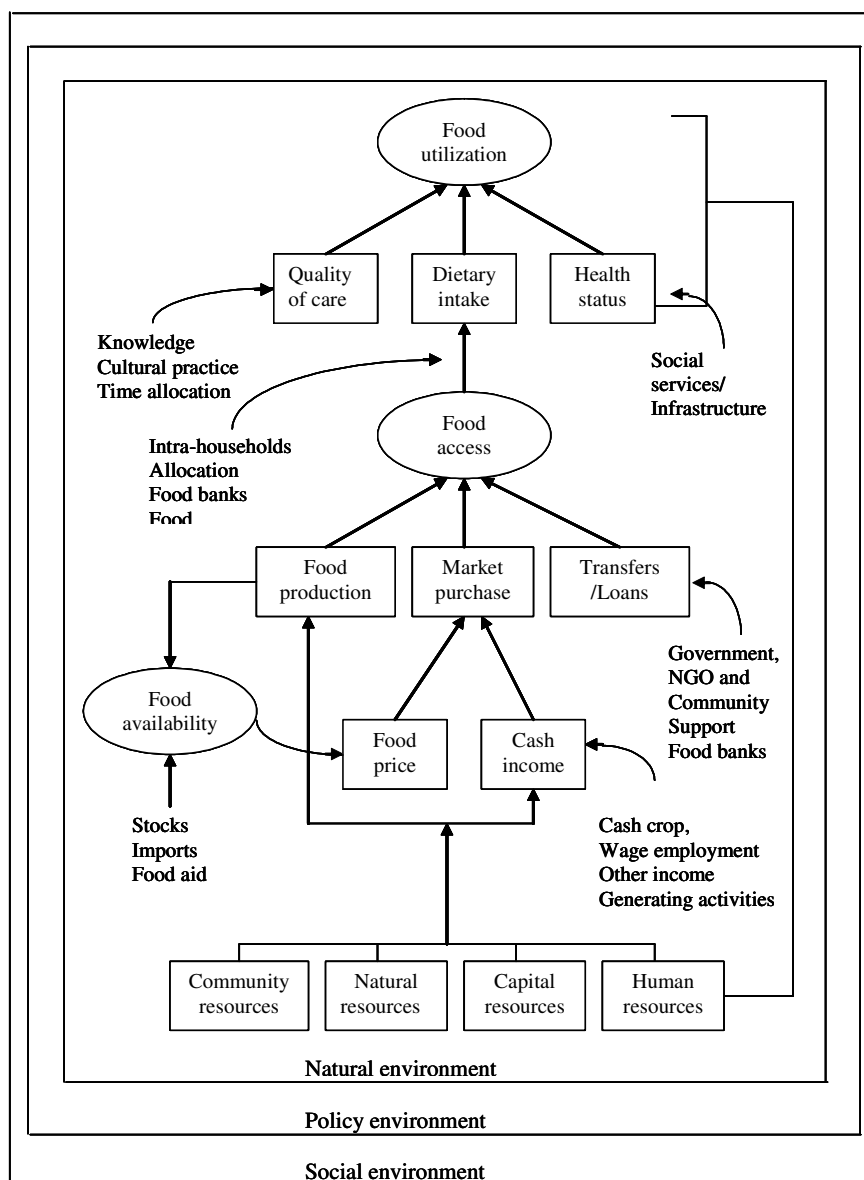 Food
utilization
Quality
of care
Dietary
intake
Health
status
Knowledge
Cultural practice
Time allocation
Social
services/
Infrastructure
Food
access
Intra-households
Allocation
Food banks
Food
Food
production
Market
purchase
Transfers
/Loans
Government,
NGO and
Community
Support
Food banks
Food
availability
Food
price
Cash
income
Stocks
Imports
Food aid
Cash crop,
Wage employment
Other income
Generating activities
Community
resources
Natural
resources
Capital
resources
Human
resources
Natural environment
Policy environment
Social environment